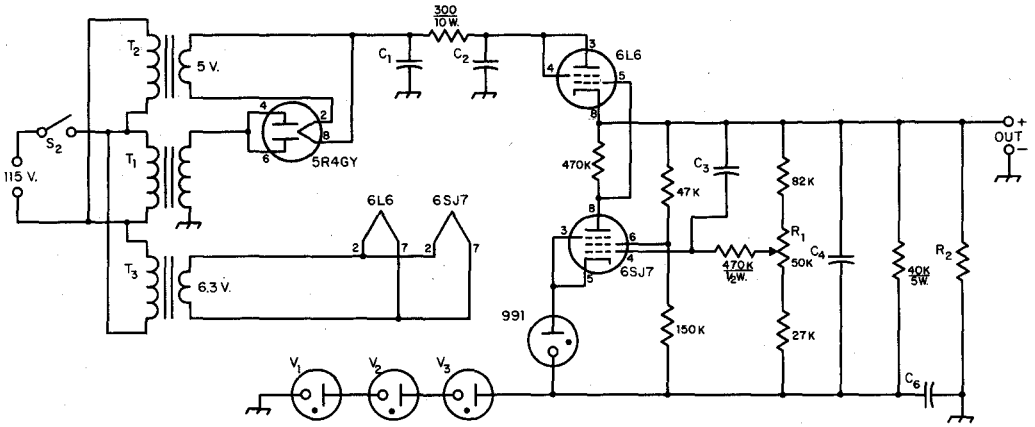 T2
5 V.
4
6
2
8
5R4GY
S2
115 V.
T1
T3
6.3 V.
6L6
6SJ7
2
7
2
7
C1
300
10 W.
C2
6L6
3
4
5
8
470K
47K
C3
82K
R1
50K
C4
40K
5W.
R2
+
OUT
-
8
3
6
4
5
6SJ7
470K
½W.
991
150K
27K
C6
V1
V2
V3